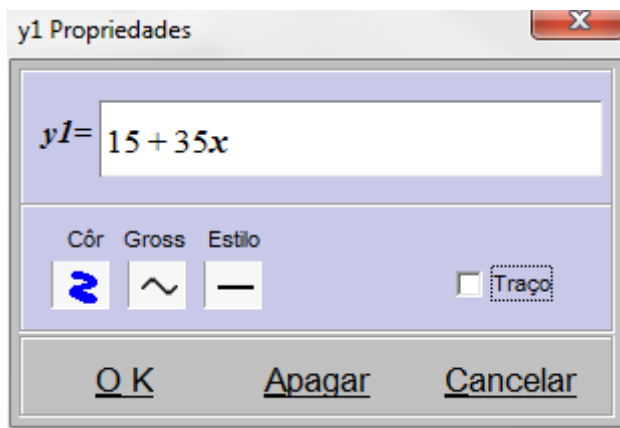 y1 Propriedades
y1= 15 + 35x
Côr Gross Estilo
Traço
O K Apagar Cancelar